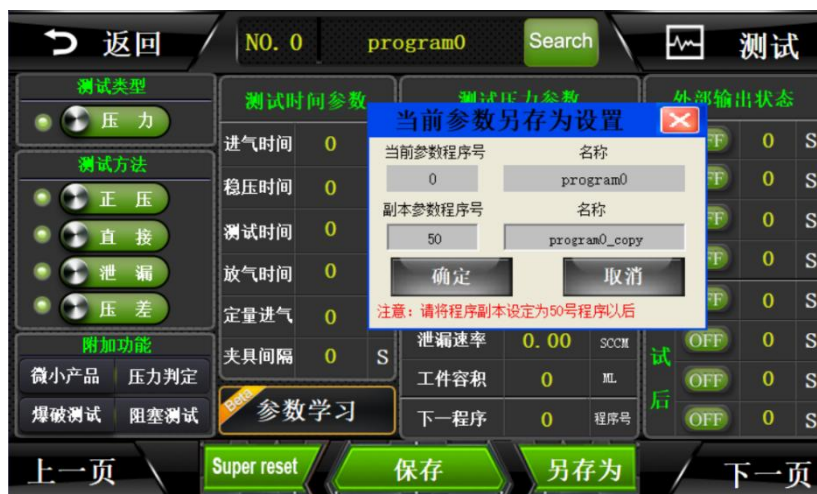 返回
NO. 0
program0
Search
测试
测试类型
压 力
测试方法
正 压
直 接
泄 漏
压 差
附加功能
微小产品 压力判定
爆破测试 阻塞测试
测试时间参数
进气时间 0
稳压时间 0
测试时间 0
放气时间 0
定量进气 0
夹具间隔 0 S
Beta 参数学习
测试压力参数
泄漏速率 0.00 SCCM
工件容积 0 ML
下一程序 0 程序号
外部输出状态
0 S
0 S
0 S
0 S
0 S
试 OFF 0 S
后 OFF 0 S
OFF 0 S
当前参数另存为设置
当前参数程序号 名称
0 program0
副本参数程序号 名称
50 program0_copy
确定 取消
注意：请将程序副本设定为50号程序以后
上一页
Super reset
保存
另存为
下一页